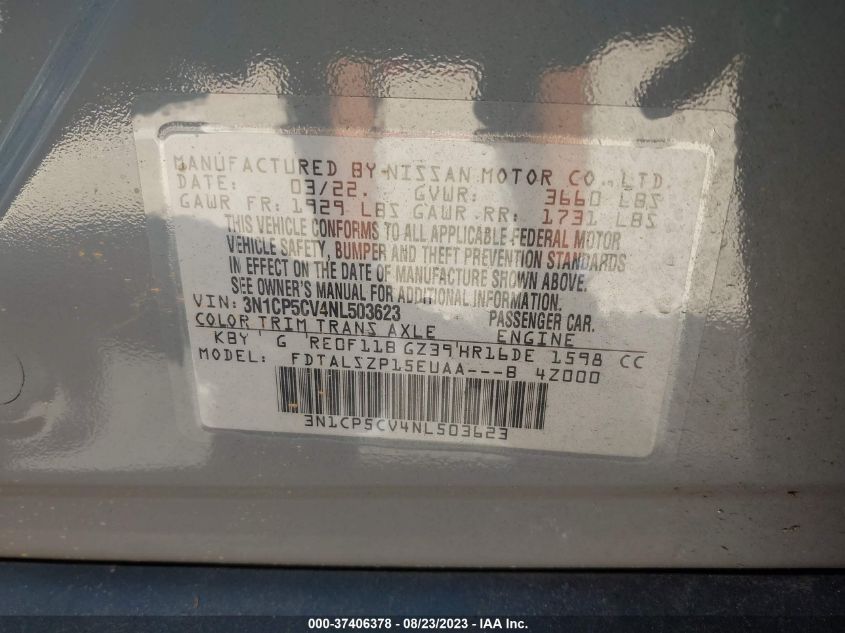 MANUFACTURED BY-NISSAN MOTOR CO., LTD.
DATE: 03/22. GVWR: 3660 LBS
GAWR FR: 1929 LBS GAWR RR: 1731 LBS
THIS VEHICLE CONFORMS TO ALL APPLICABLE FEDERAL MOTOR
VEHICLE SAFETY, BUMPER AND THEFT PREVENTION STANDARDS
IN EFFECT ON THE DATE OF MANUFACTURE SHOWN ABOVE.
SEE OWNER'S MANUAL FOR ADDITIONAL INFORMATION
VIN: 3N1CP5CV4NL503623 PASSENGER CAR.
COLOR TRIM TRANS AXLE ENGINE
KBY G RE0F11B GZ39 HR16DE 1598 CC
MODEL: FDTALSZP15EUAA---B 4Z000
3N1CP5CV4NL503623
000-37406378 - 08/23/2023 - IAA Inc.